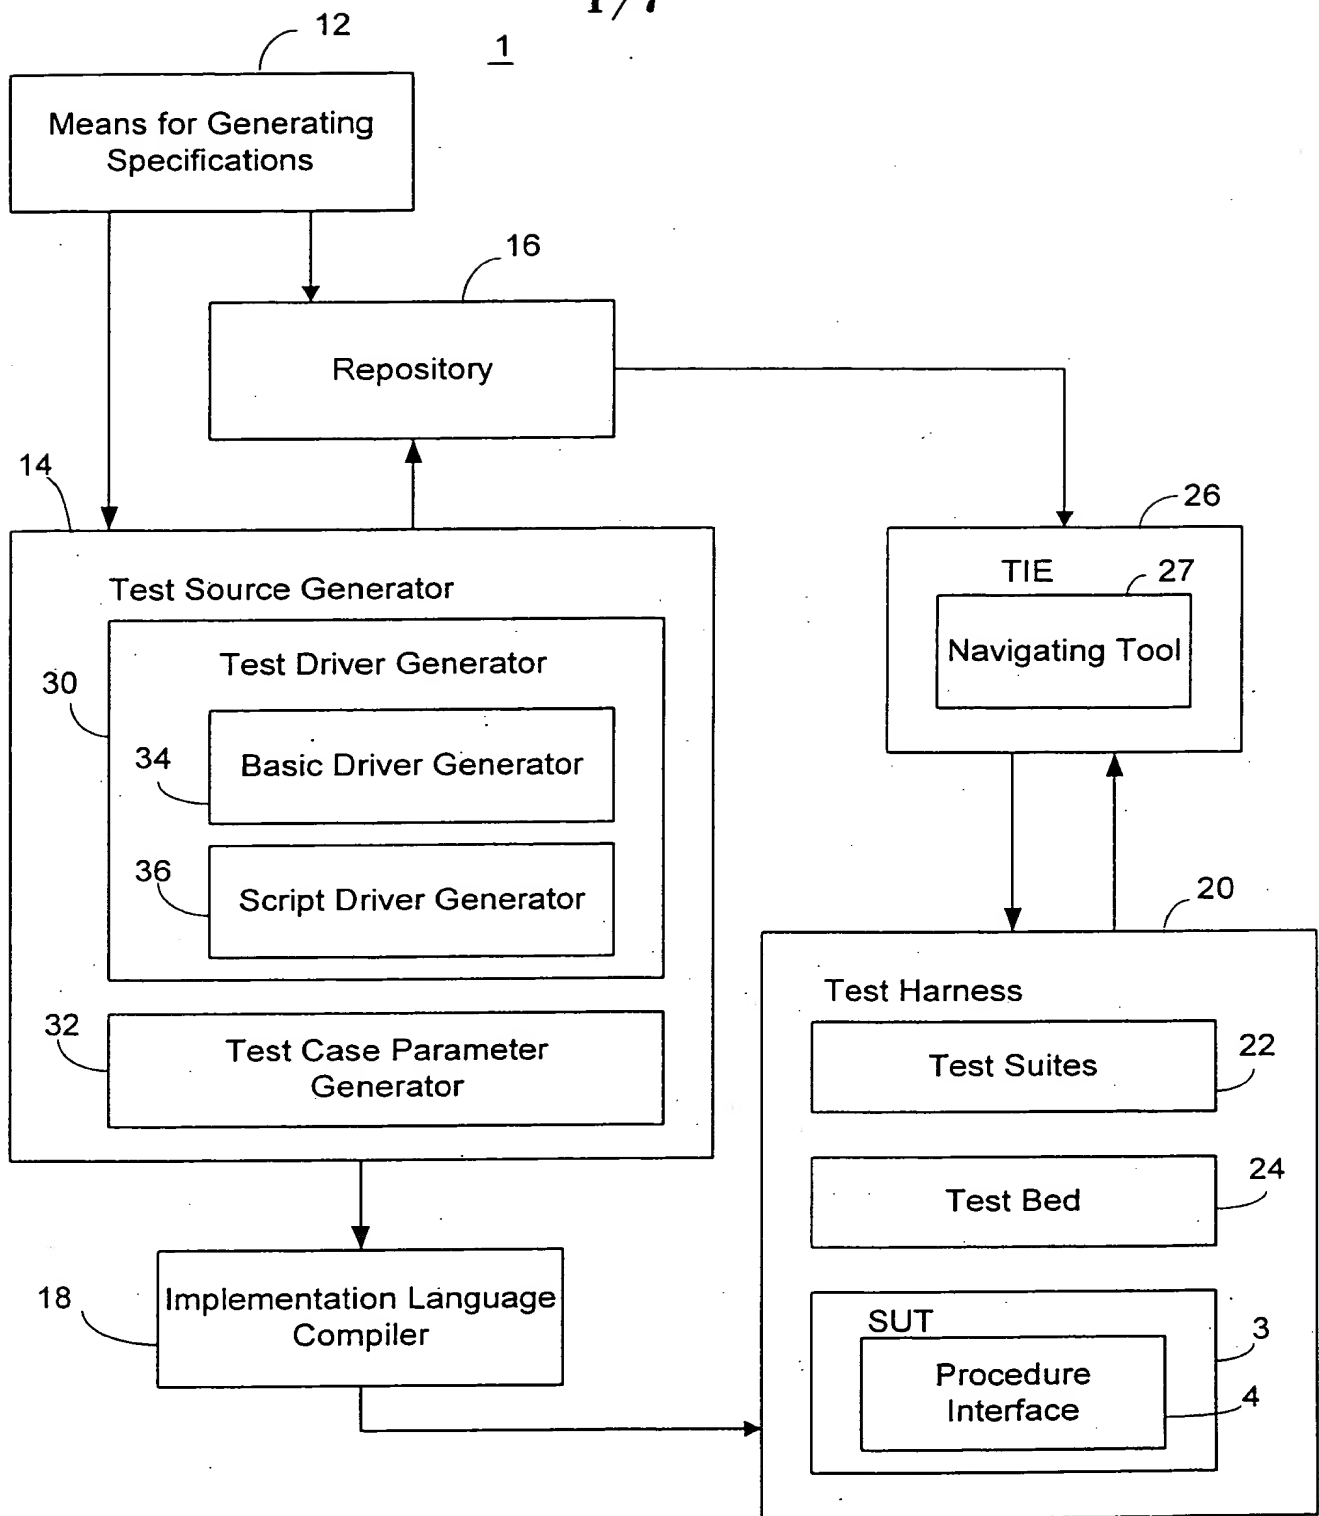 1/7
12
1
Means for Generating
Specifications
16
Repository
14
26
Test Source Generator
TIE
27
Navigating Tool
Test Driver Generator
30
34
Basic Driver Generator
36
Script Driver Generator
20
Test Harness
32
Test Case Parameter
Generator
Test Suites
22
Test Bed
24
18
Implementation Language
Compiler
SUT
3
Procedure
Interface
4